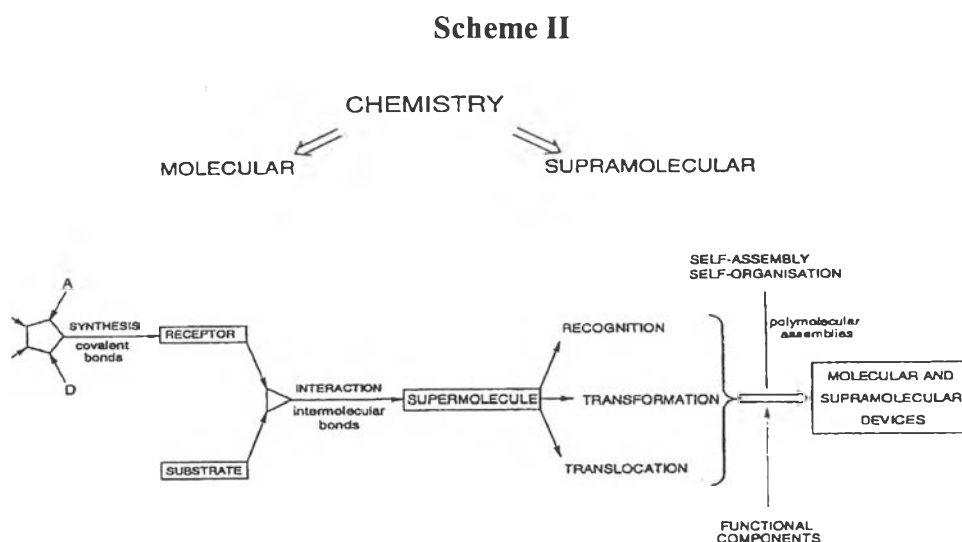 Scheme II
CHEMISTRY
MOLECULAR
SUPRAMOLECULAR
A
SYNTHESIS
covalent
bonds
D
RECEPTOR
SUBSTRATE
INTERACTION
intermolecular
bonds
SUPERMOLECULE
RECOGNITION
TRANSFORMATION
TRANSLOCATION
SELF-ASSEMBLY
SELF-ORGANISATION
polymolecular
assemblies
FUNCTIONAL
COMPONENTS
MOLECULAR AND
SUPRAMOLECULAR
DEVICES